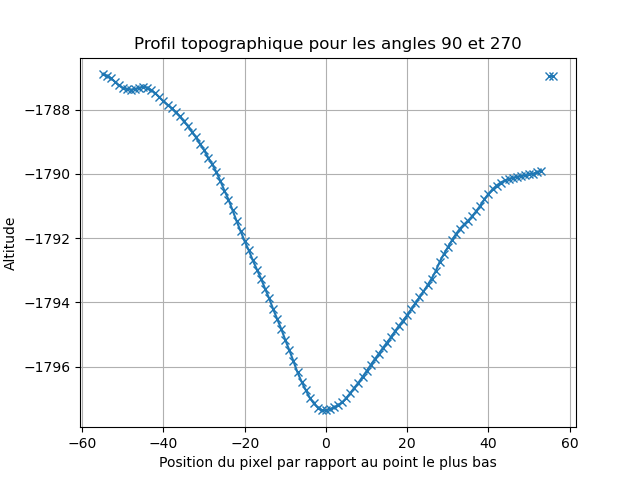 Profil topographique pour les angles 90 et 270
−1788
−1790
−1792
−1794
−1796
Altitude
−60 −40 −20 0 20 40 60
Position du pixel par rapport au point le plus bas